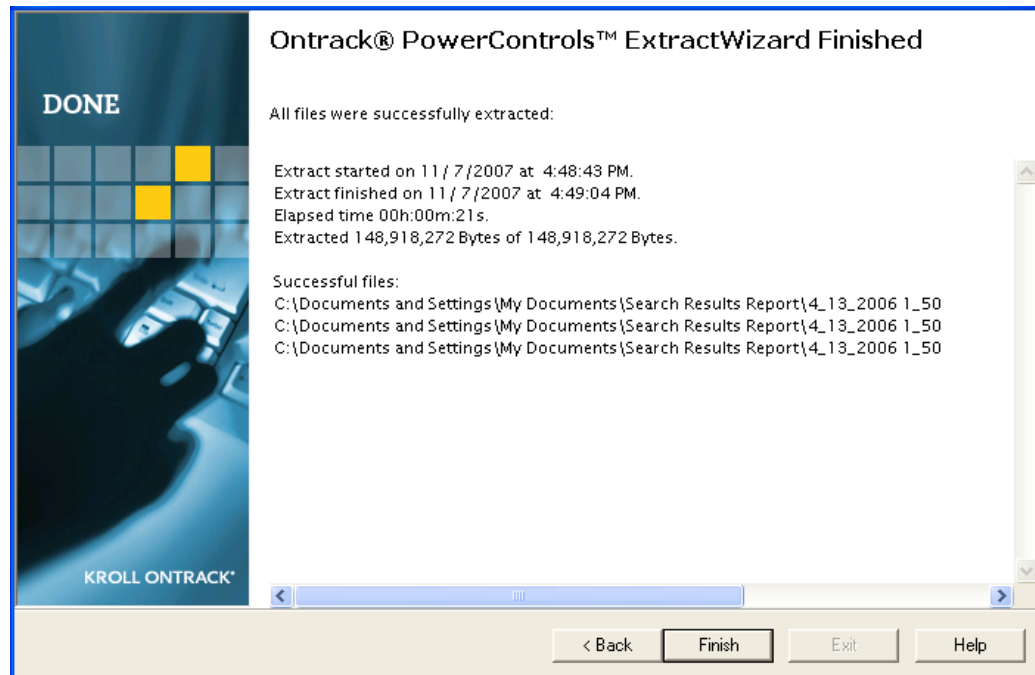 Ontrack® PowerControls™ ExtractWizard Finished
DONE
All files were successfully extracted:
Extract started on 11/ 7/2007 at 4:48:43 PM.
Extract finished on 11/ 7/2007 at 4:49:04 PM.
Elapsed time 00h:00m:21s.
Extracted 148,918,272 Bytes of 148,918,272 Bytes.
Successful files:
C:\Documents and Settings\My Documents\Search Results Report\4_13_2006 1_50
C:\Documents and Settings\My Documents\Search Results Report\4_13_2006 1_50
C:\Documents and Settings\My Documents\Search Results Report\4_13_2006 1_50
KROLL ONTRACK®
< Back
Finish
Exit
Help